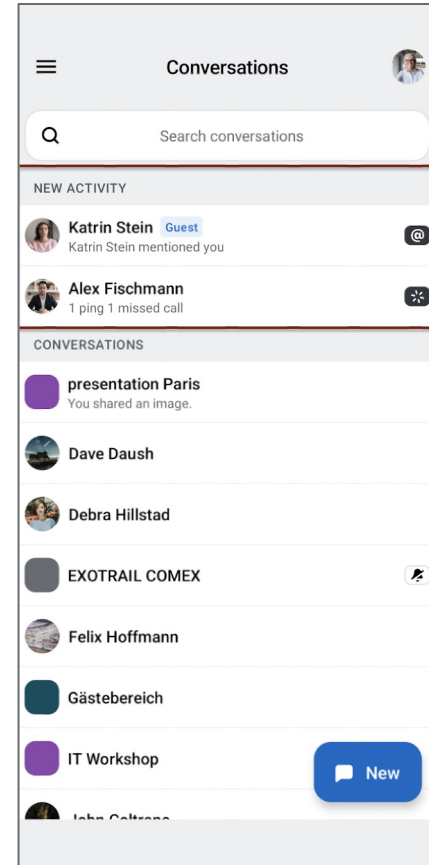 Conversations
Search conversations
NEW ACTIVITY
Katrin Stein Guest
Katrin Stein mentioned you
@
Alex Fischmann
1 ping 1 missed call
CONVERSATIONS
presentation Paris
You shared an image.
Dave Daush
Debra Hillstad
EXOTRAIL COMEX
Felix Hoffmann
Gästebereich
IT Workshop
New